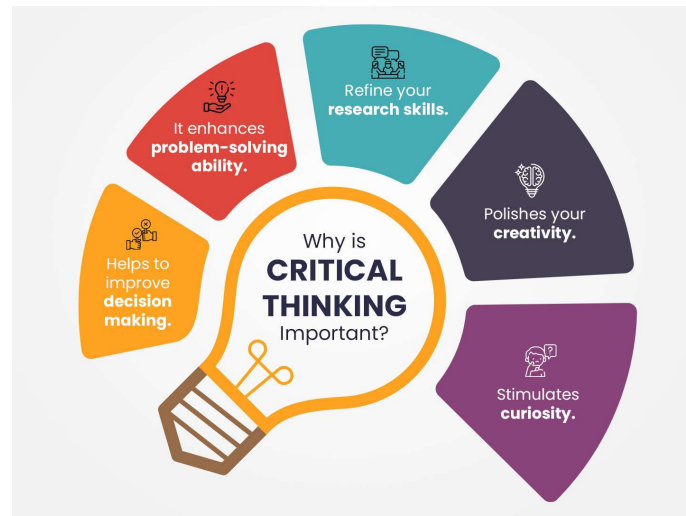 Why is
CRITICAL
THINKING
Important?
Helps to
improve
decision
making.
It enhances
problem-solving
ability.
Refine your
research skills.
Polishes your
creativity.
Stimulates
curiosity.